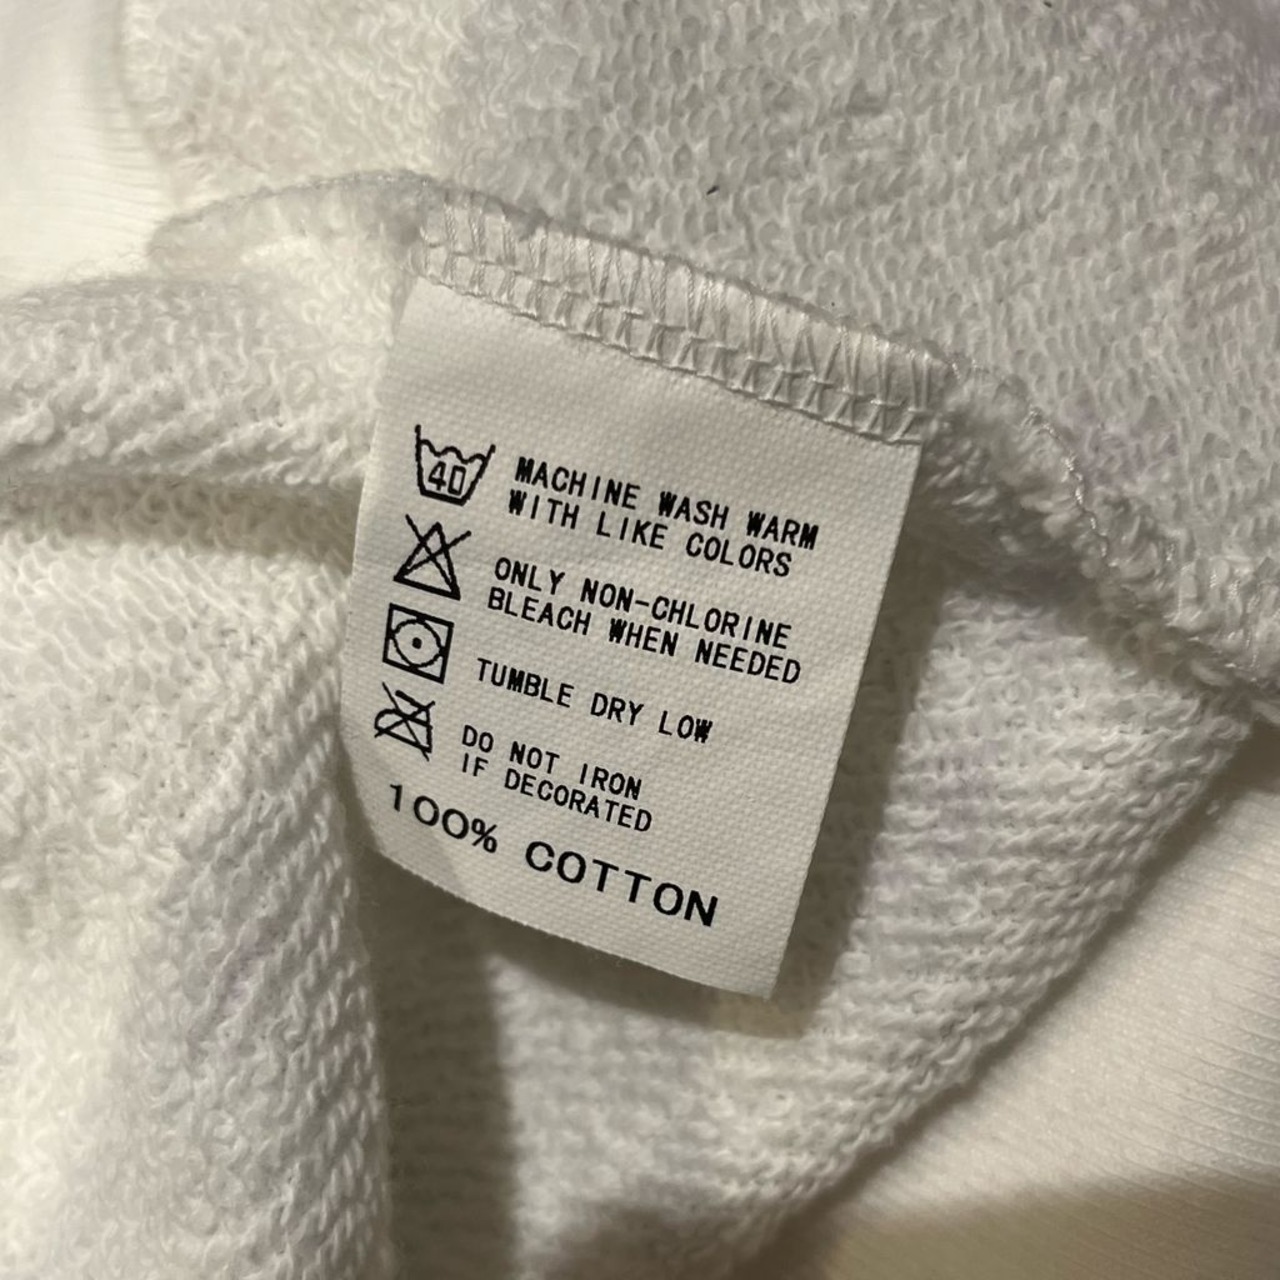 40
MACHINE WASH WARM
WITH LIKE COLORS
ONLY NON-CHLORINE
BLEACH WHEN NEEDED
TUMBLE DRY LOW
DO NOT IRON
IF DECORATED
100% COTTON